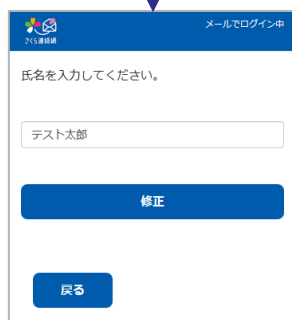 メールでログイン中
さくら連絡網
氏名を入力してください。
テスト太郎
修正
戻る